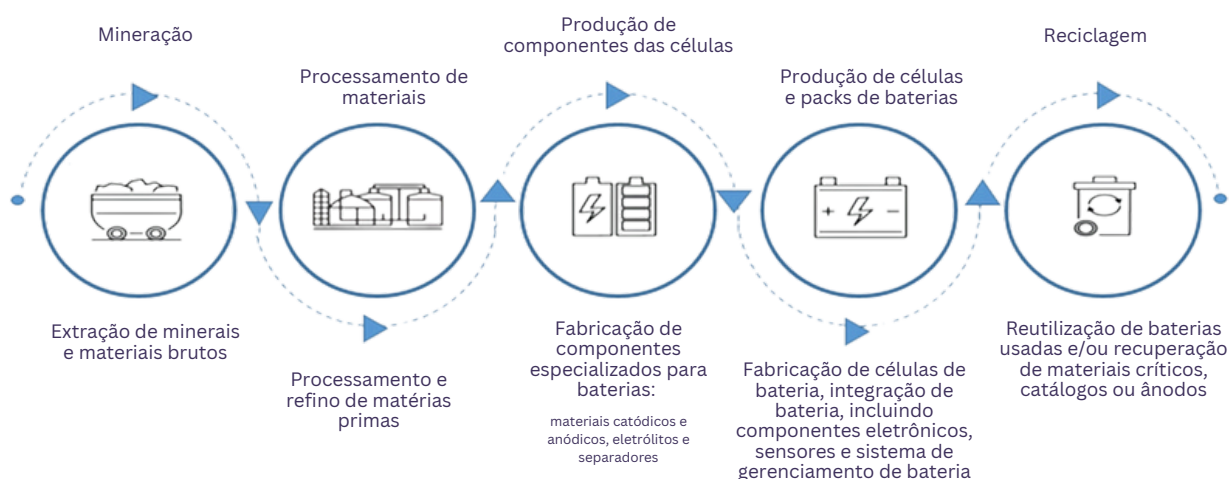 Mineração
Extração de minerais
e materiais brutos
Processamento de
materiais
Processamento e
refino de matérias
primas
Produção de
componentes das células
Fabricação de
componentes
especializados para
baterias:
materiais catódicos e
anódicos, eletrólitos e
separadores
Produção de células
e packs de baterias
Fabricação de células de
bateria, integração de
bateria, incluindo
componentes eletrônicos,
sensores e sistema de
gerenciamento de bateria
Reciclagem
Reutilização de baterias
usadas e/ou recuperação
de materiais críticos,
catálogos ou ânodos